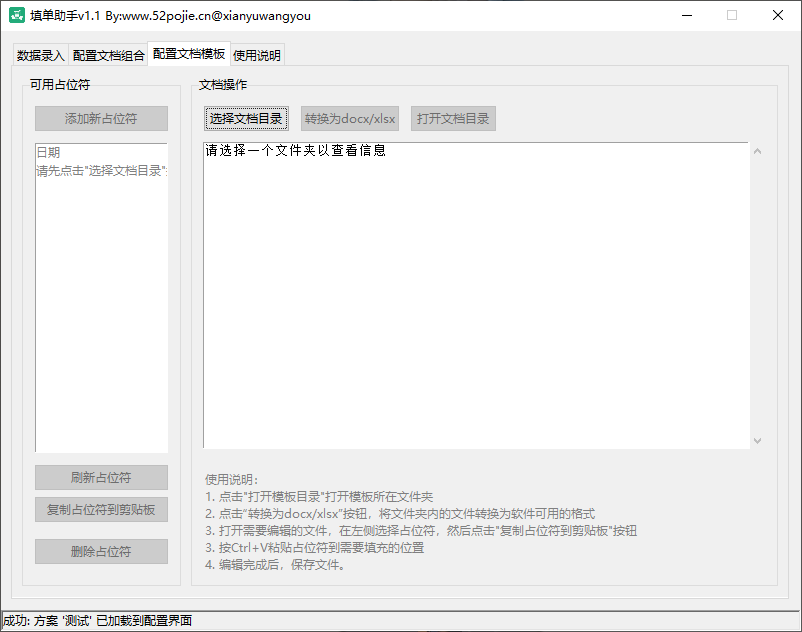 填单助手v1.1 By:www.52pojie.cn@xianyuwangyou
数据录入 配置文档组合 配置文档模板 使用说明
可用占位符
添加新占位符
日期
请先点击"选择文档目录"
刷新占位符
复制占位符到剪贴板
删除占位符
文档操作
选择文档目录 转换为docx/xlsx 打开文档目录
请选择一个文件夹以查看信息
使用说明：
1. 点击"打开模板目录"打开模板所在文件夹
2. 点击"转换为docx/xlsx"按钮，将文件夹内的文件转换为软件可用的格式
3. 打开需要编辑的文件，在左侧选择占位符，然后点击"复制占位符到剪贴板"按钮
3. 按Ctrl+V粘贴占位符到需要填充的位置
4. 编辑完成后，保存文件。
成功: 方案 '测试' 已加载到配置界面